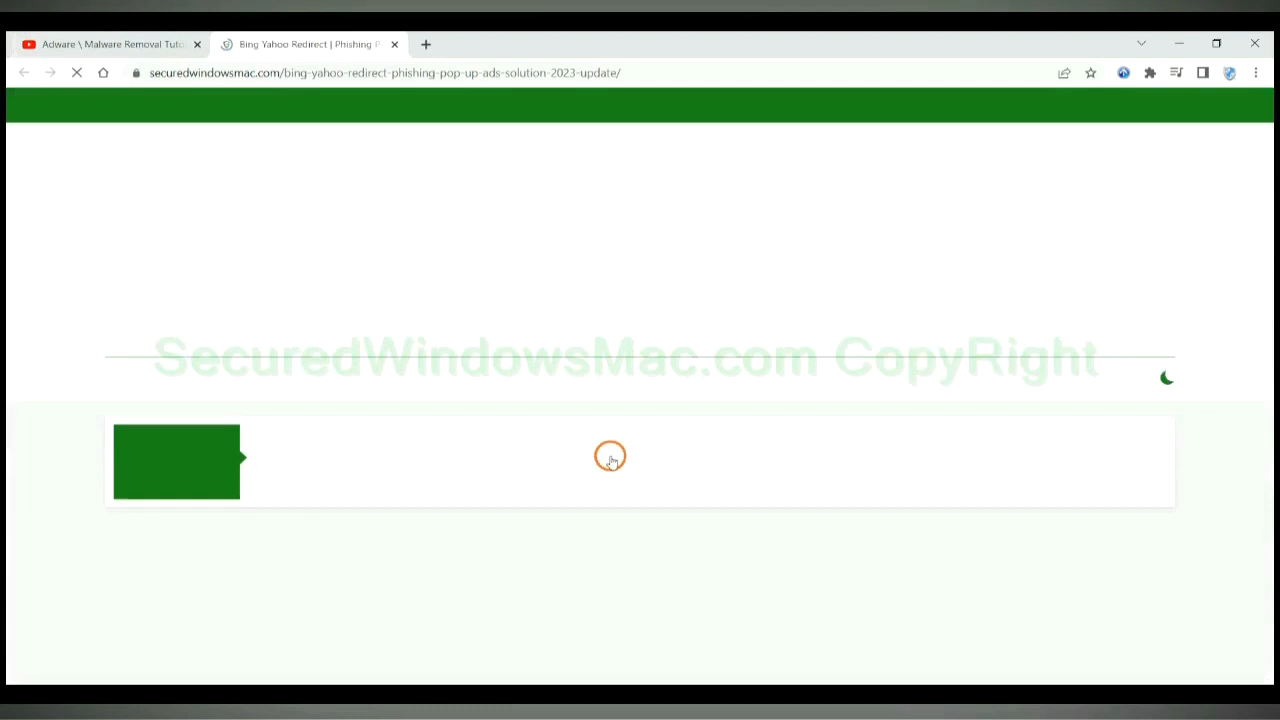 Adware \ Malware Removal Tuto
Bing Yahoo Redirect | Phishing P
securedwindowsmac.com/bing-yahoo-redirect-phishing-pop-up-ads-solution-2023-update/
SecuredWindowsMac.com CopyRight